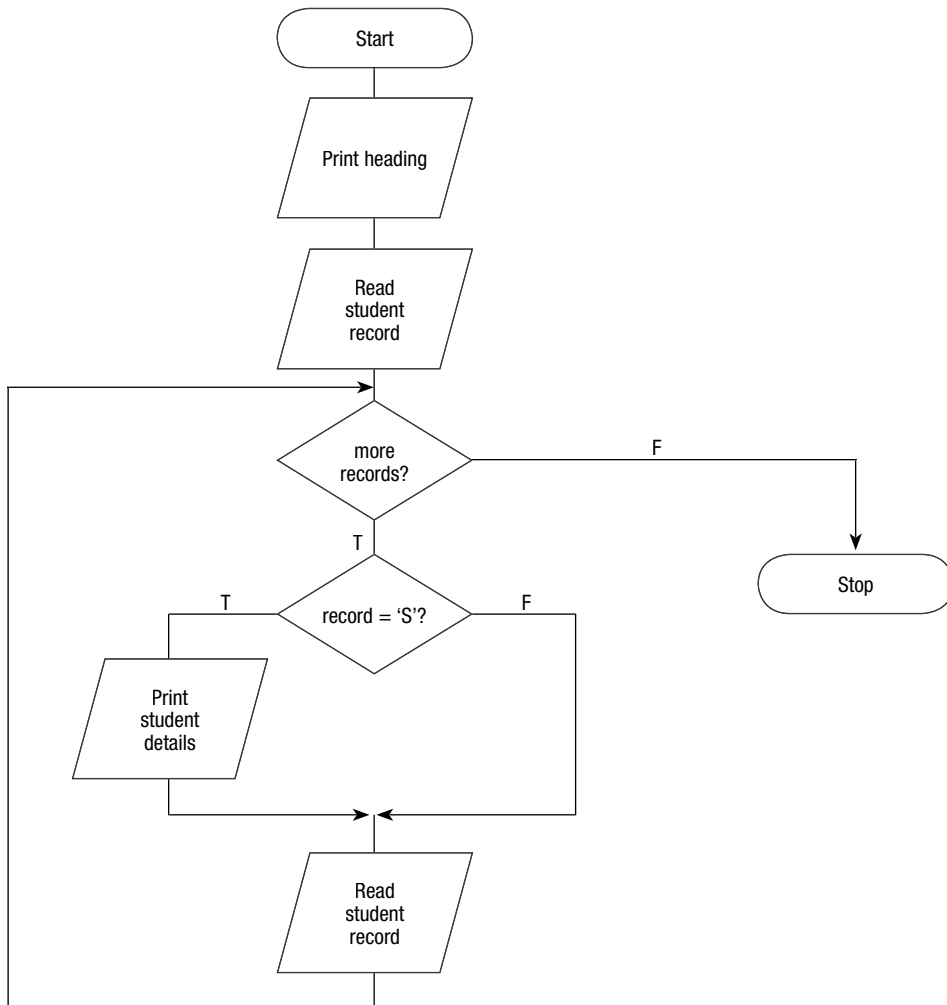 Start
Print heading
Read
student
record
more
records?
F
T
Stop
T
record = ‘S’?
F
Print
student
details
Read
student
record